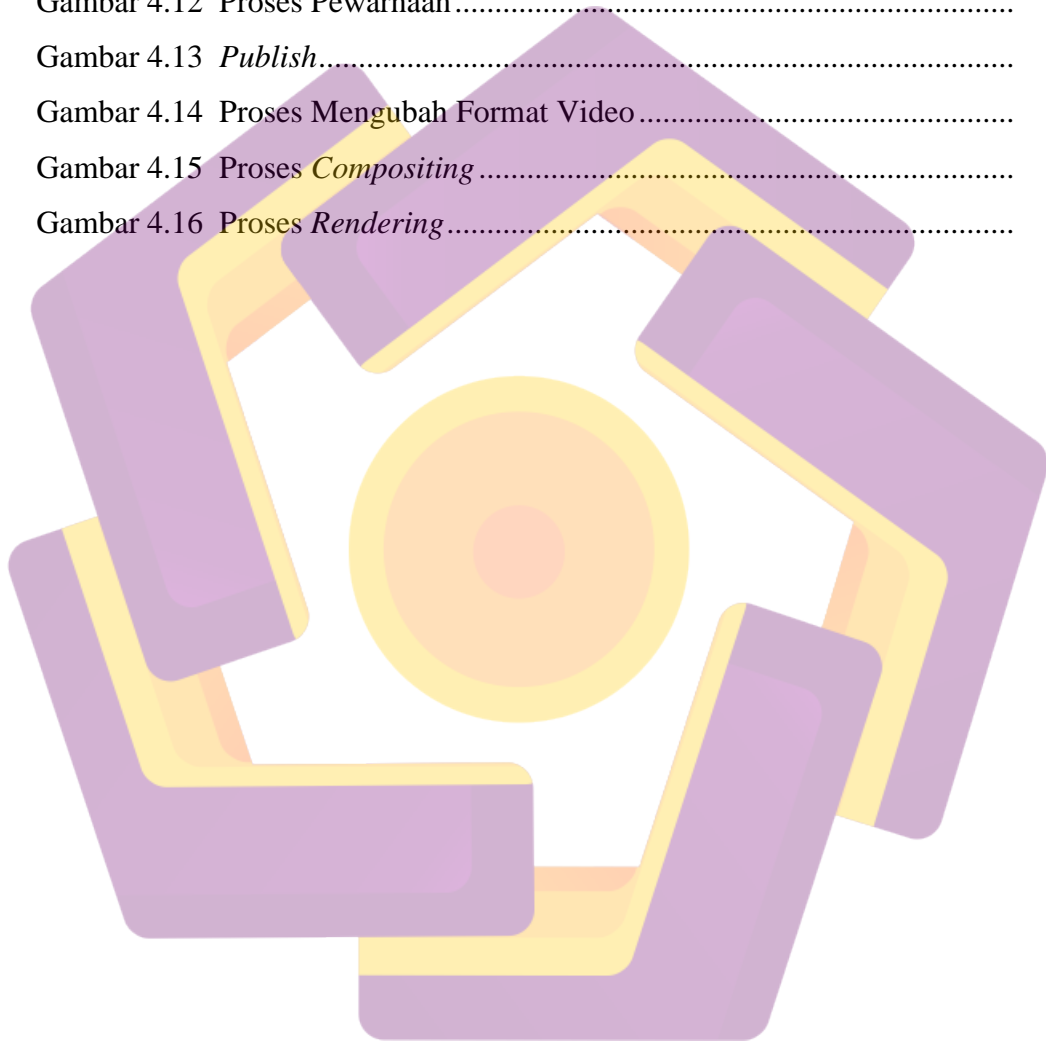 Gambar 4.12 Proses Pewarnaan........................................................................
Gambar 4.13 Publish.........................................................................................
Gambar 4.14 Proses Mengubah Format Video................................................
Gambar 4.15 Proses Compositing.....................................................................
Gambar 4.16 Proses Rendering.........................................................................